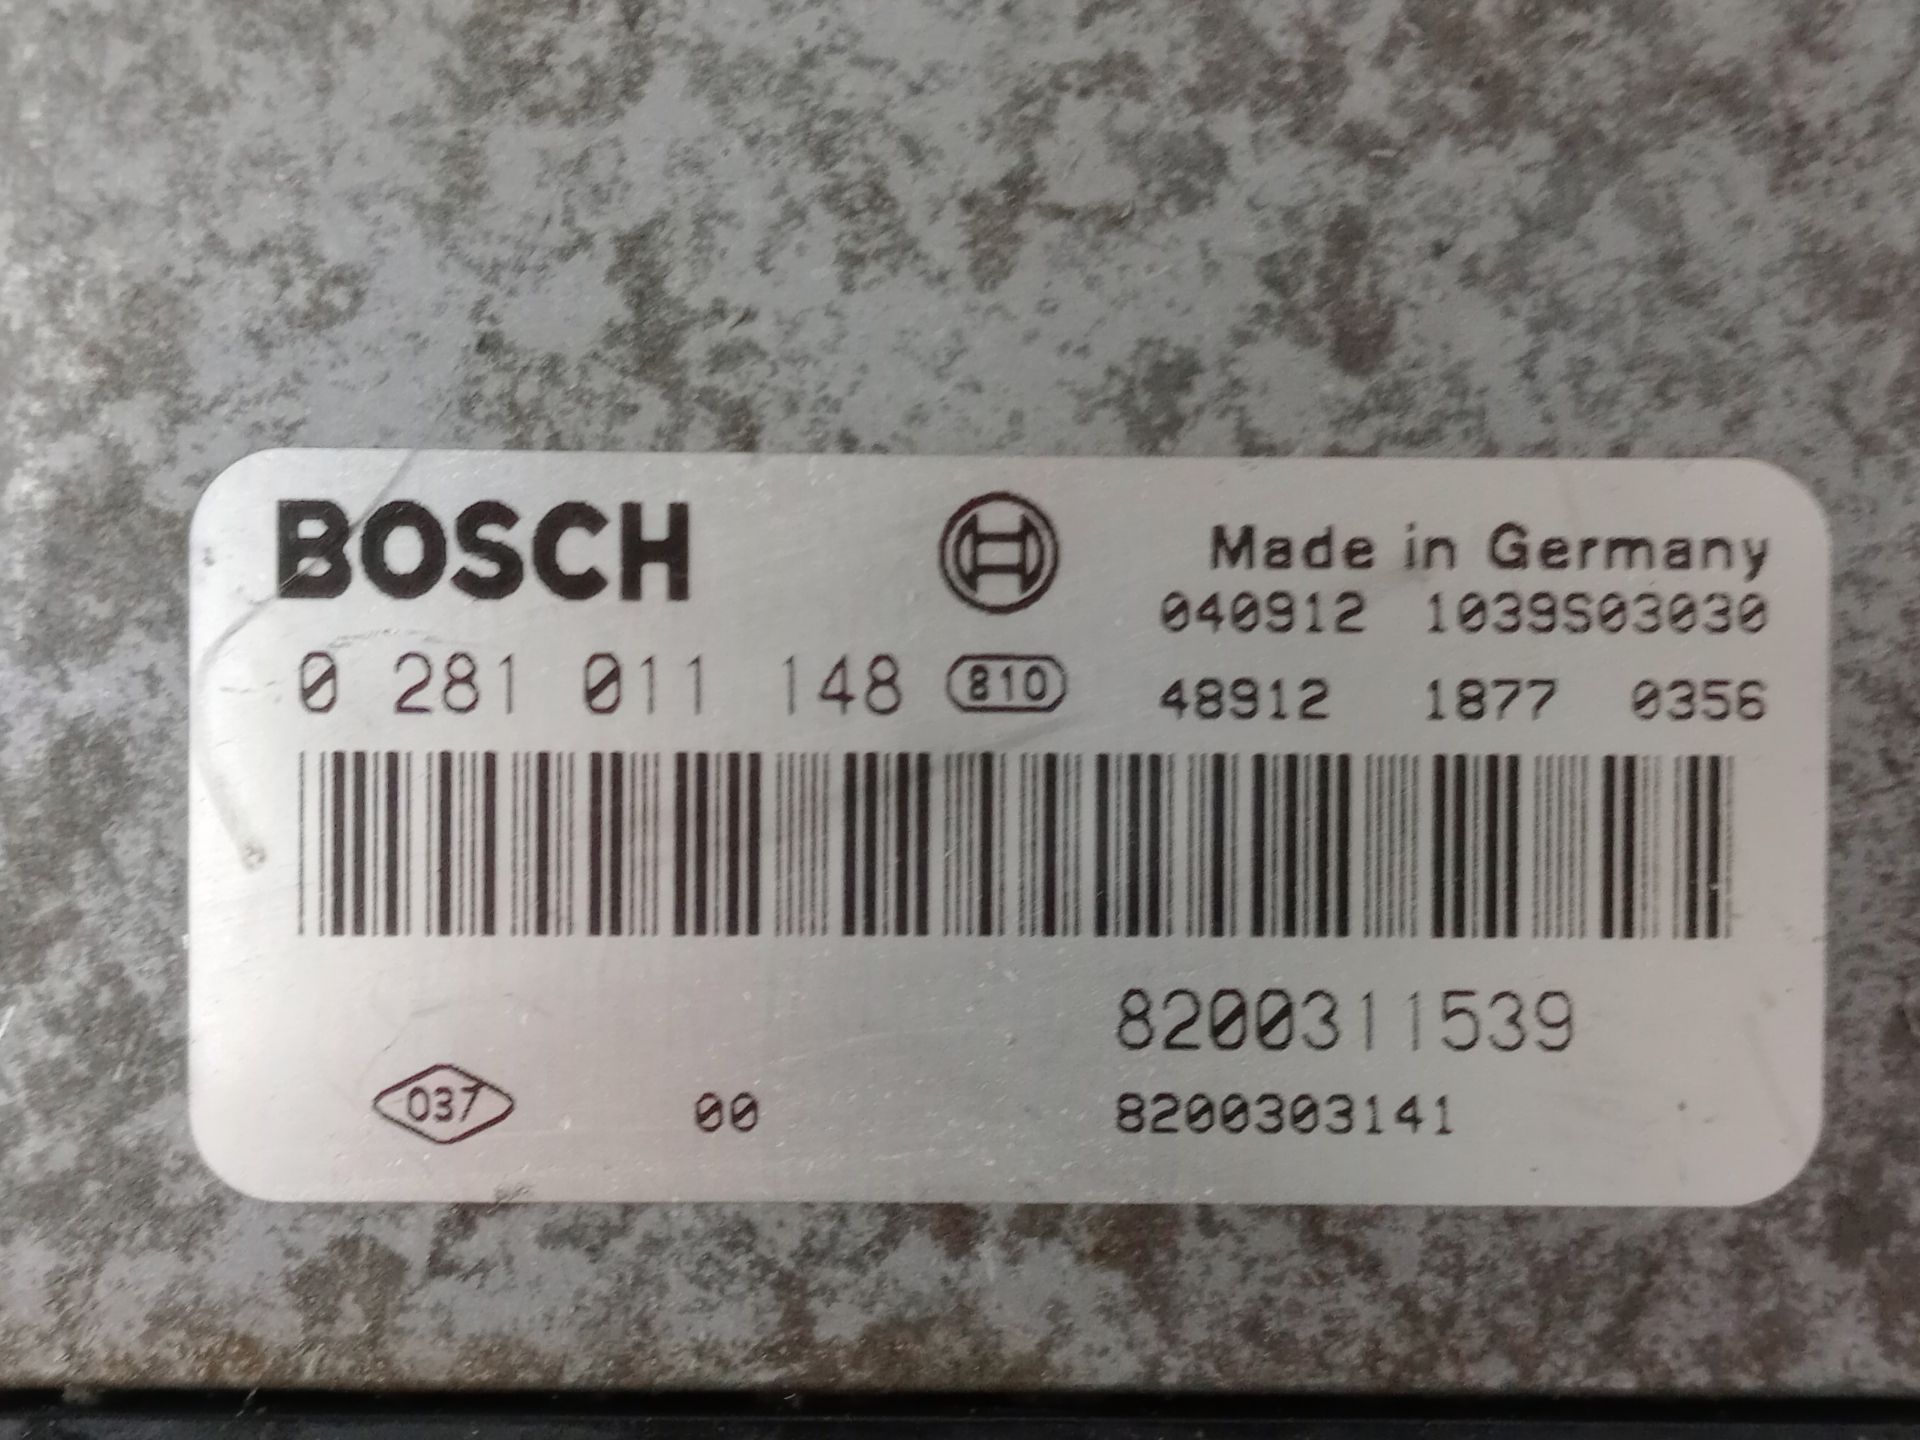 BOSCH
Made in Germany
040912 1039S03030
0 281 011 148 810 48912 1877 0356
8200311539
037 00 8200303141